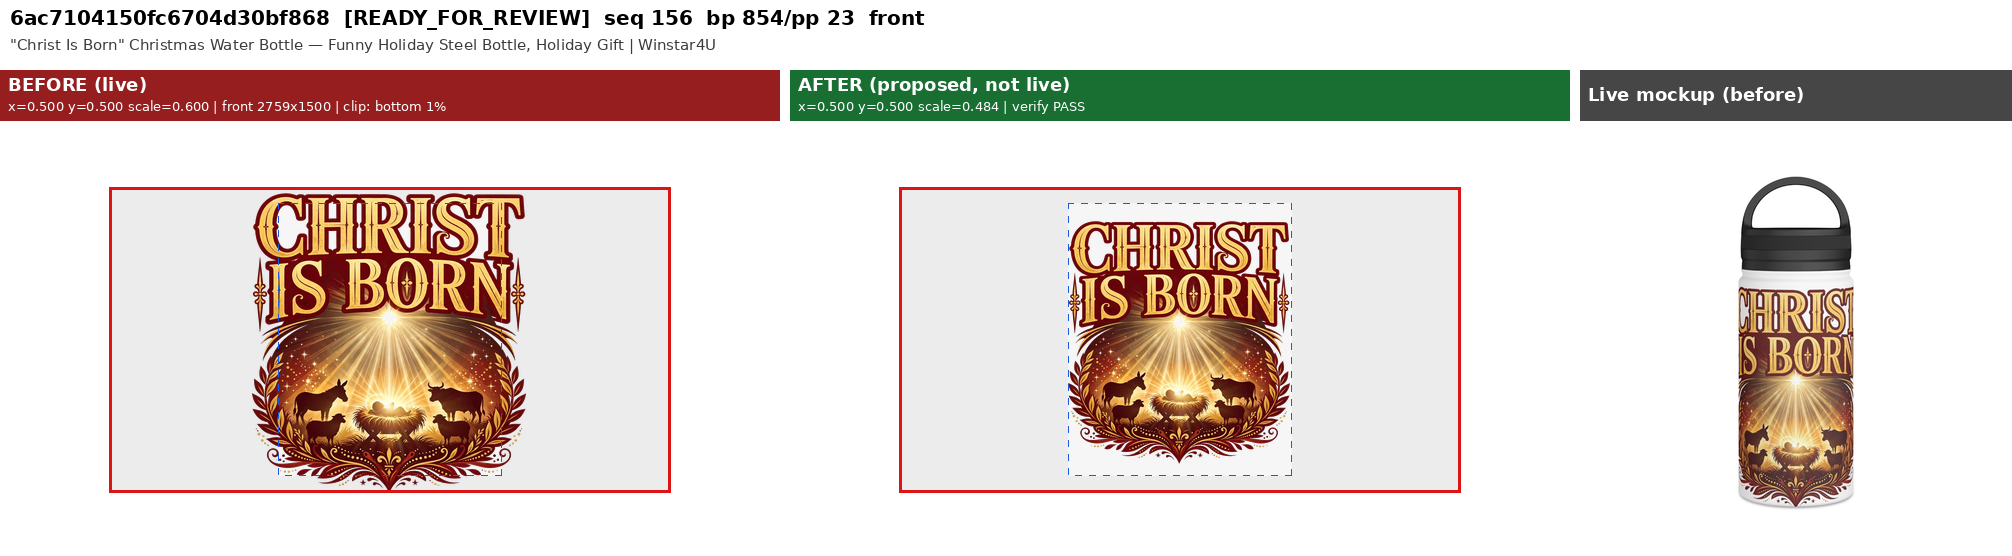 6ac7104150fc6704d30bf868 [READY_FOR_REVIEW] seq 156 bp 854/pp 23 front
"Christ Is Born" Christmas Water Bottle — Funny Holiday Steel Bottle, Holiday Gift | Winstar4U
BEFORE (live)
x=0.500 y=0.500 scale=0.600 | front 2759x1500 | clip: bottom 1%
AFTER (proposed, not live)
x=0.500 y=0.500 scale=0.484 | verify PASS
Live mockup (before)
CHRIST
IS BORN
CHRIST
IS BORN
CHRIST
IS BORN